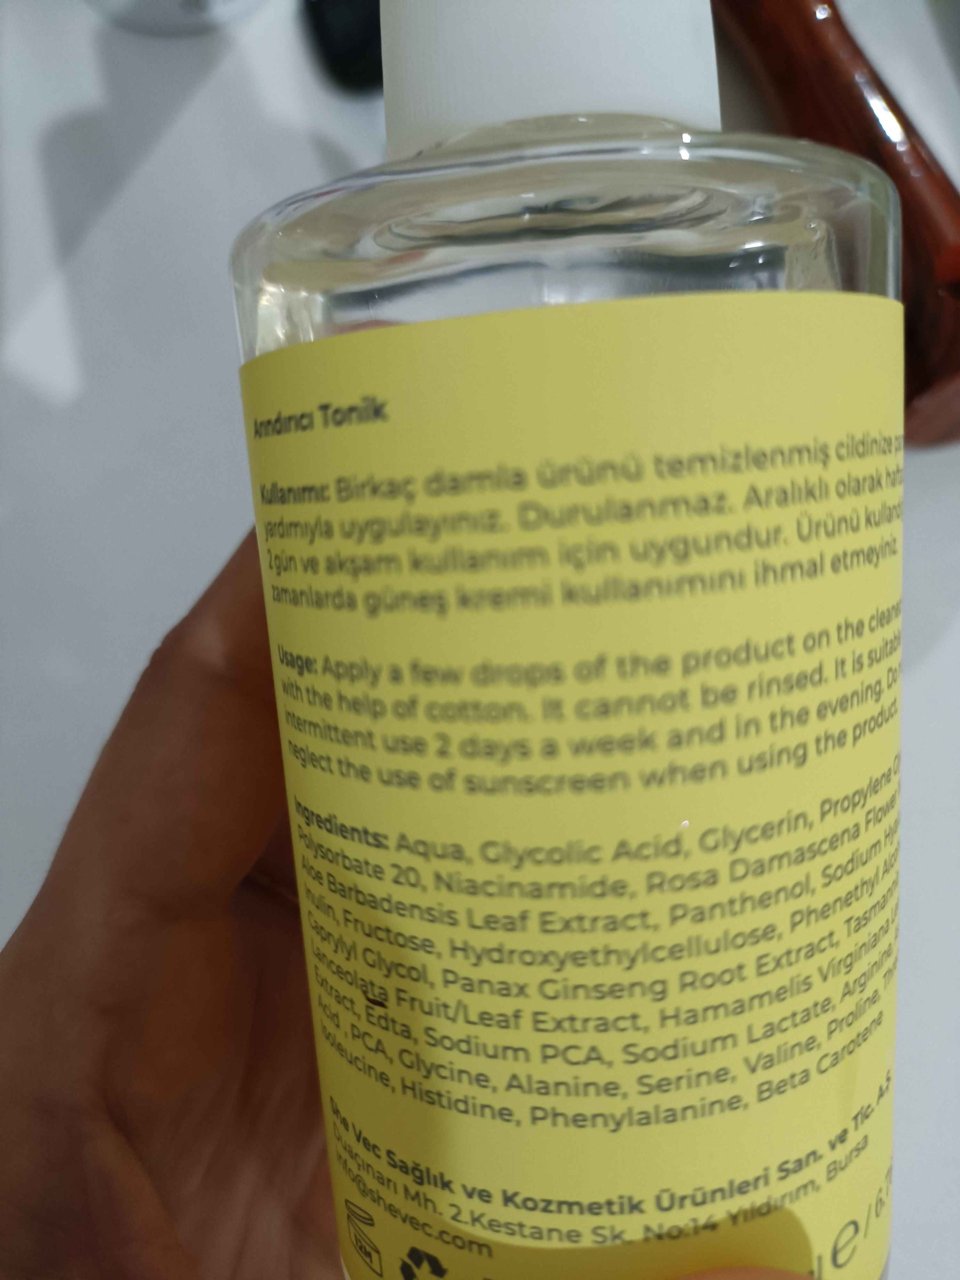 Arındırıcı Tonik
Kullanımı: Birkaç damla ürünü temizlenmiş cildinize
yardımıyla uygulayınız. Durulanmaz. Aralıklı olarak
2 gün ve akşam kullanım için uygundur. Ürünü
zamanlarda güneş kremi kullanımını ihmal etmeyiniz
Usage: Apply a few drops of the product on the
with the help of cotton. It cannot be rinsed. It is
intermittent use 2 days a week and in the evening.
neglect the use of sunscreen when using the product
Ingredients: Aqua, Glycolic Acid, Glycerin, Propylene
Polysorbate 20, Niacinamide, Rosa Damascena Flower
Aloe Barbadensis Leaf Extract, Panthenol, Sodium
Inulin, Fructose, Hydroxyethylcellulose, Phenethyl
Caprylyl Glycol, Panax Ginseng Root Extract,
Lanceolata Fruit/Leaf Extract, Hamamelis Virginiana
Extract, Edta, Sodium PCA, Sodium Lactate, Arginine,
Acid , PCA, Glycine, Alanine, Serine, Valine, Proline,
Isoleucine, Histidine, Phenylalanine, Beta Carotene
She Vec Sağlık ve Kozmetik Ürünleri San. ve Tic. A.Ş
Duaçınarı Mh. 2.Kestane Sk. No:14 Yıldırım, Bursa
info@shevec.com
12M
e